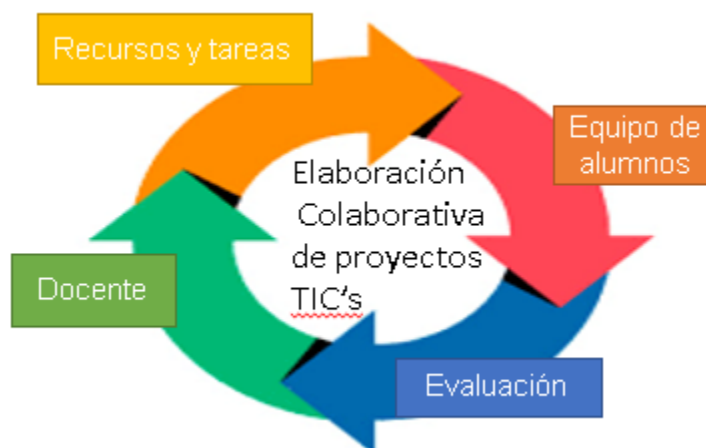 Recursos y tareas
Equipo de
alumnos
Elaboración
Colaborativa
de proyectos
TIC's
Docente
Evaluación